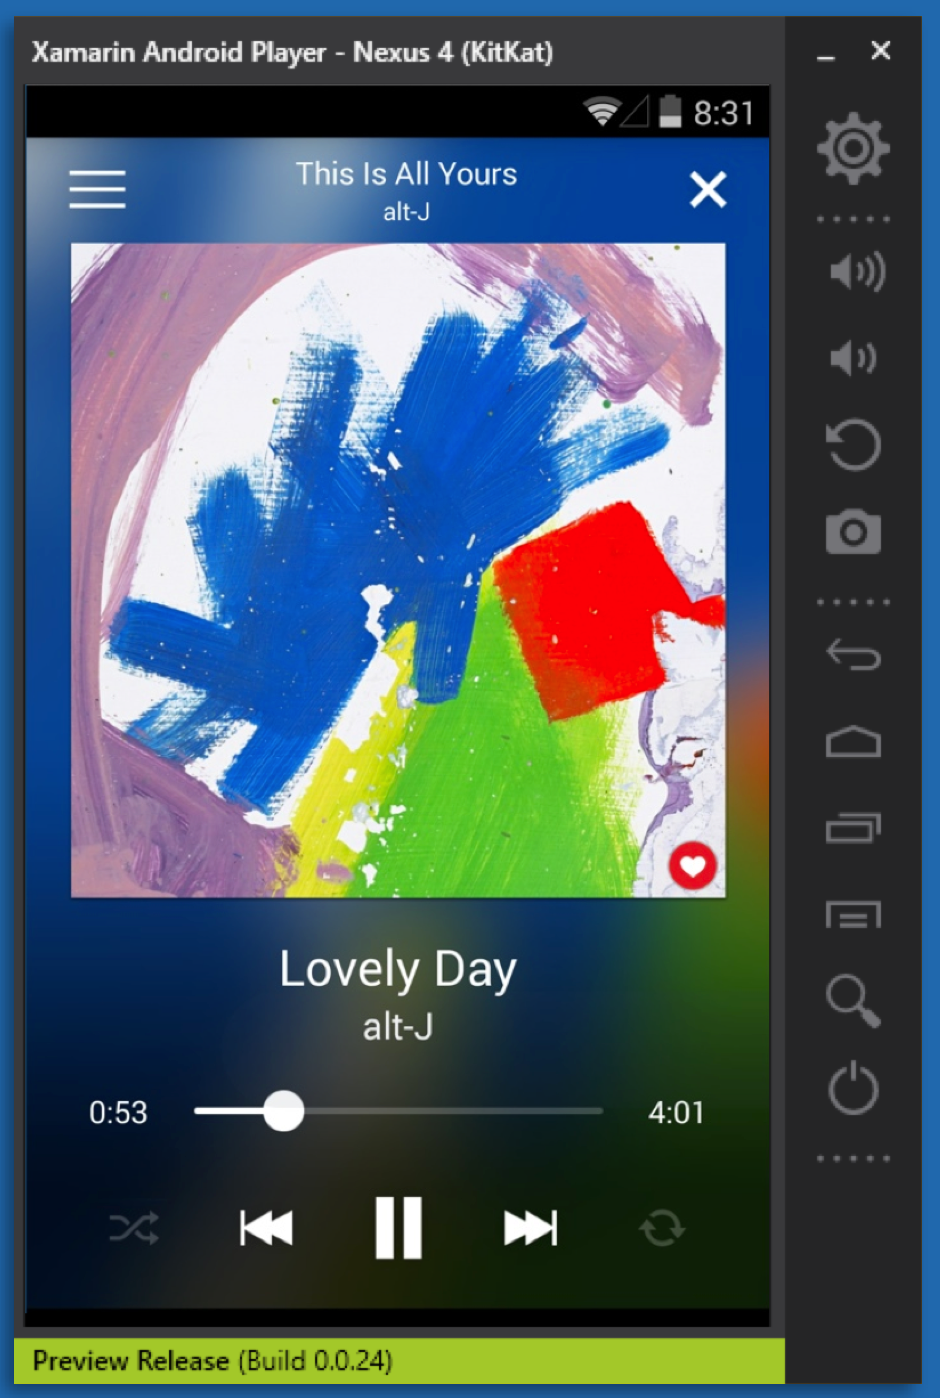 Xamarin Android Player - Nexus 4 (KitKat)
8:31
This Is All Yours
alt-J
Lovely Day
alt-J
0:53
4:01
Preview Release (Build 0.0.24)